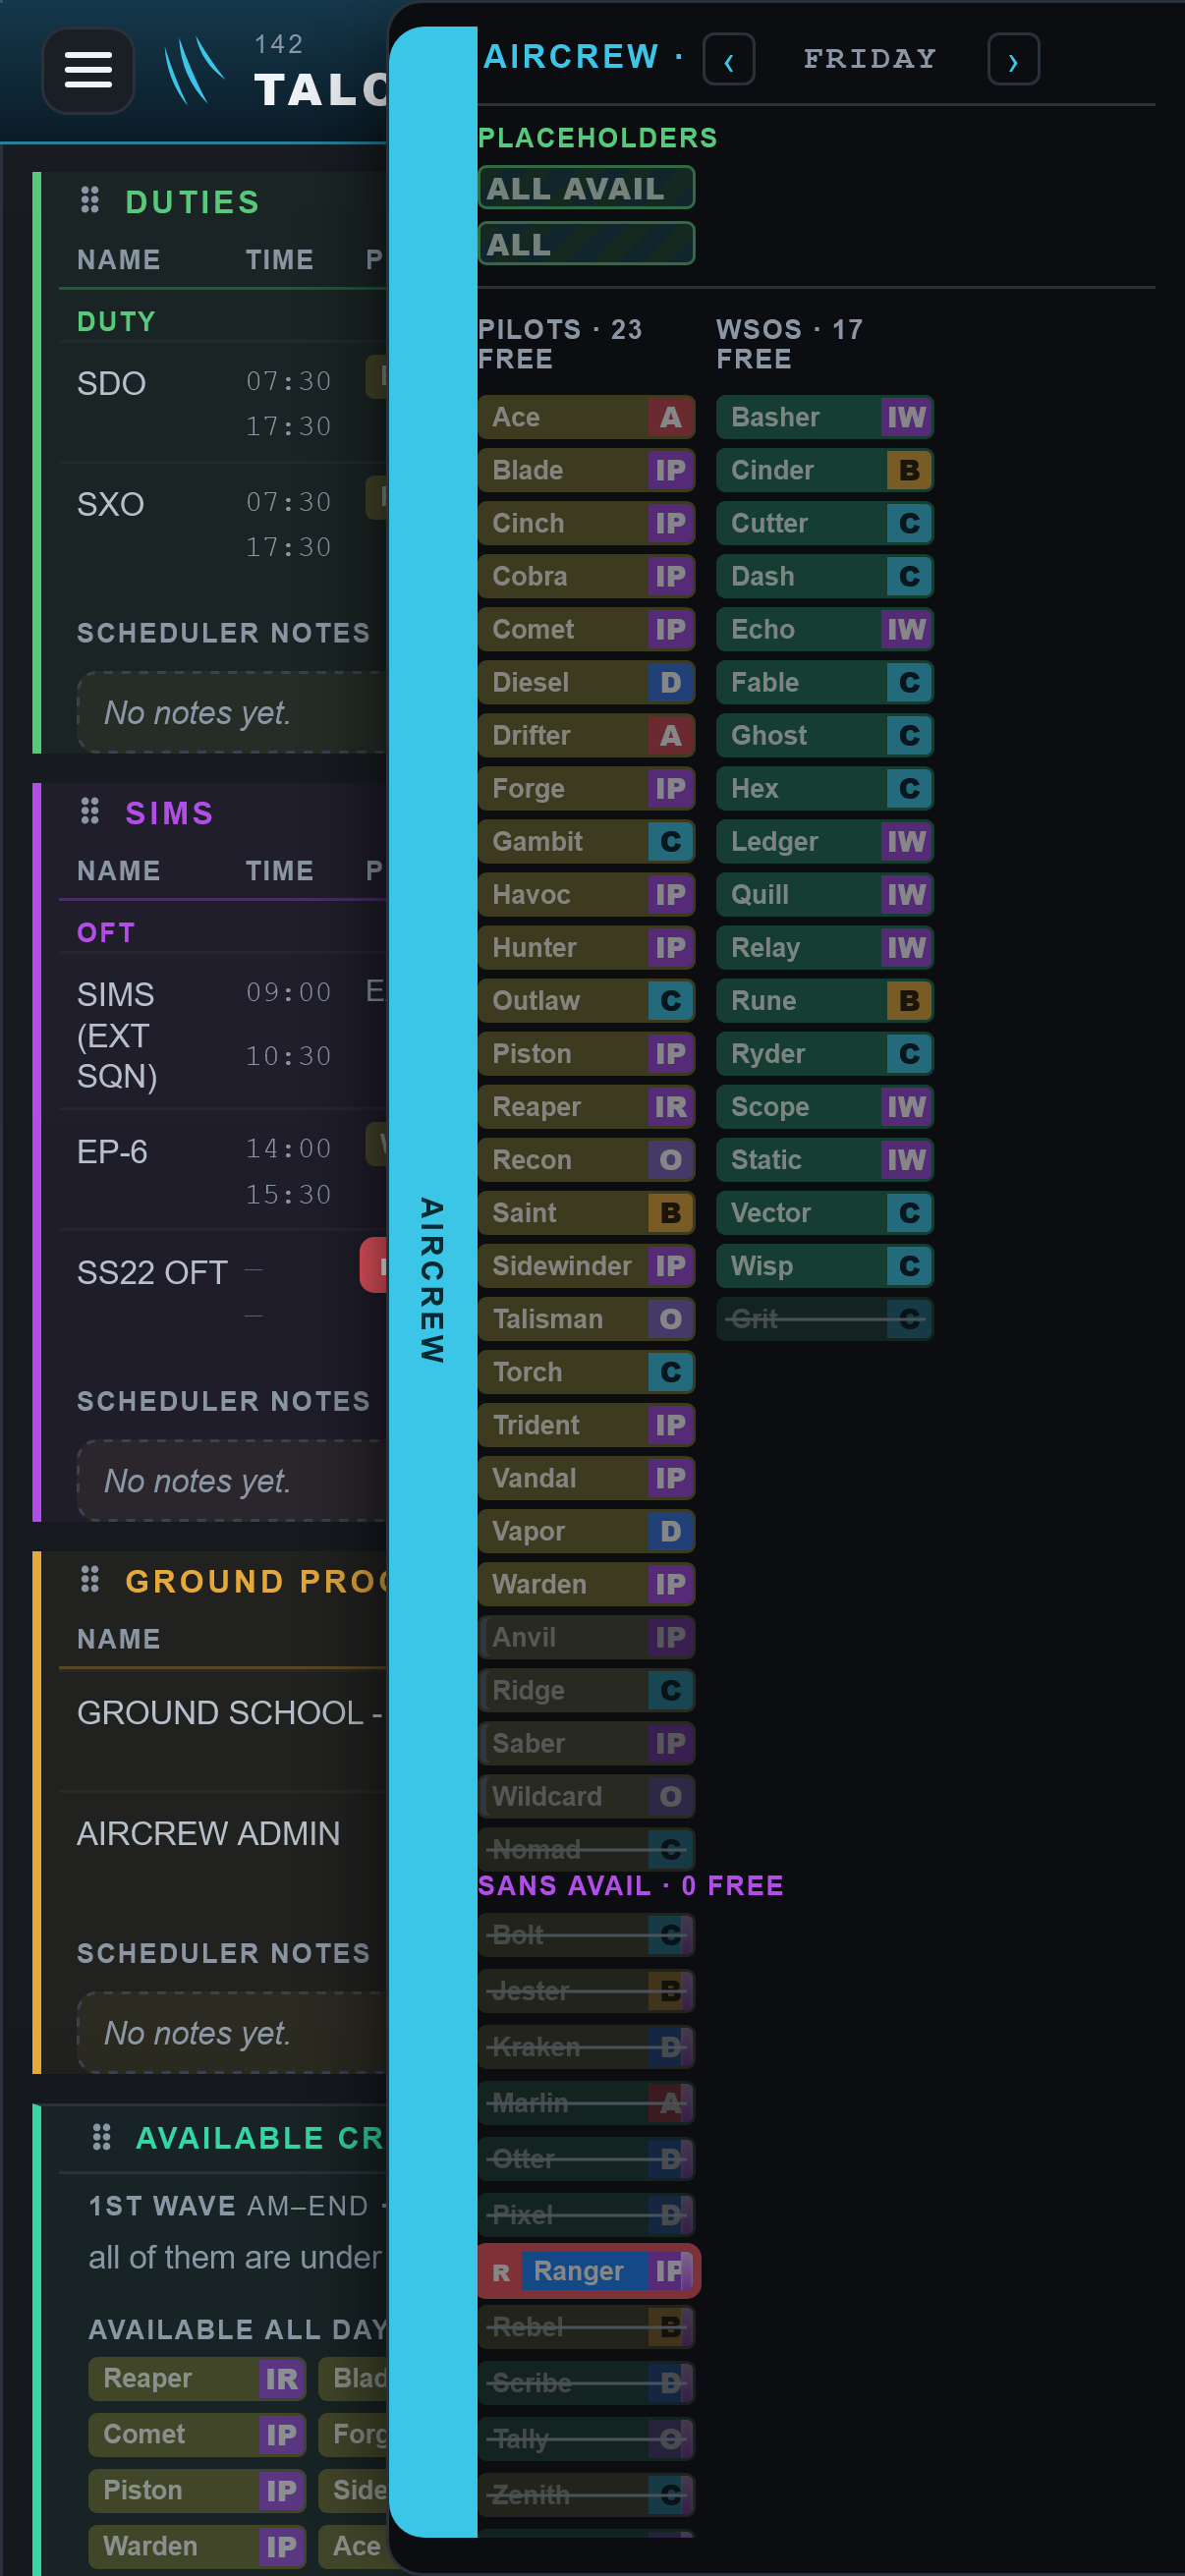 142
TALO
DUTIES
NAME TIME P
DUTY
SDO 07:30
17:30
SXO 07:30
17:30
SCHEDULER NOTES
No notes yet.
SIMS
NAME TIME P
OFT
SIMS (EXT SQN) 09:00
10:30
EP-6 14:00
15:30
SS22 OFT —
—
SCHEDULER NOTES
No notes yet.
GROUND PROG
NAME
GROUND SCHOOL -
AIRCREW ADMIN
SCHEDULER NOTES
No notes yet.
AVAILABLE CR
1ST WAVE AM–END ·
all of them are under
AVAILABLE ALL DAY
Reaper IR Blad
Comet IP Forg
Piston IP Side
Warden IP Ace
AIRCREW
AIRCREW · ‹ FRIDAY ›
PLACEHOLDERS
ALL AVAIL
ALL
PILOTS · 23 FREE
Ace A
Blade IP
Cinch IP
Cobra IP
Comet IP
Diesel D
Drifter A
Forge IP
Gambit C
Havoc IP
Hunter IP
Outlaw C
Piston IP
Reaper IR
Recon O
Saint B
Sidewinder IP
Talisman O
Torch C
Trident IP
Vandal IP
Vapor D
Warden IP
Anvil IP
Ridge C
Saber IP
Wildcard O
Nomad C
WSOS · 17 FREE
Basher IW
Cinder B
Cutter C
Dash C
Echo IW
Fable C
Ghost C
Hex C
Ledger IW
Quill IW
Relay IW
Rune B
Ryder C
Scope IW
Static IW
Vector C
Wisp C
Grit C
SANS AVAIL · 0 FREE
Bolt C
Jester B
Kraken D
Marlin A
Otter D
Pixel D
R Ranger IP
Rebel B
Scribe D
Tally O
Zenith C